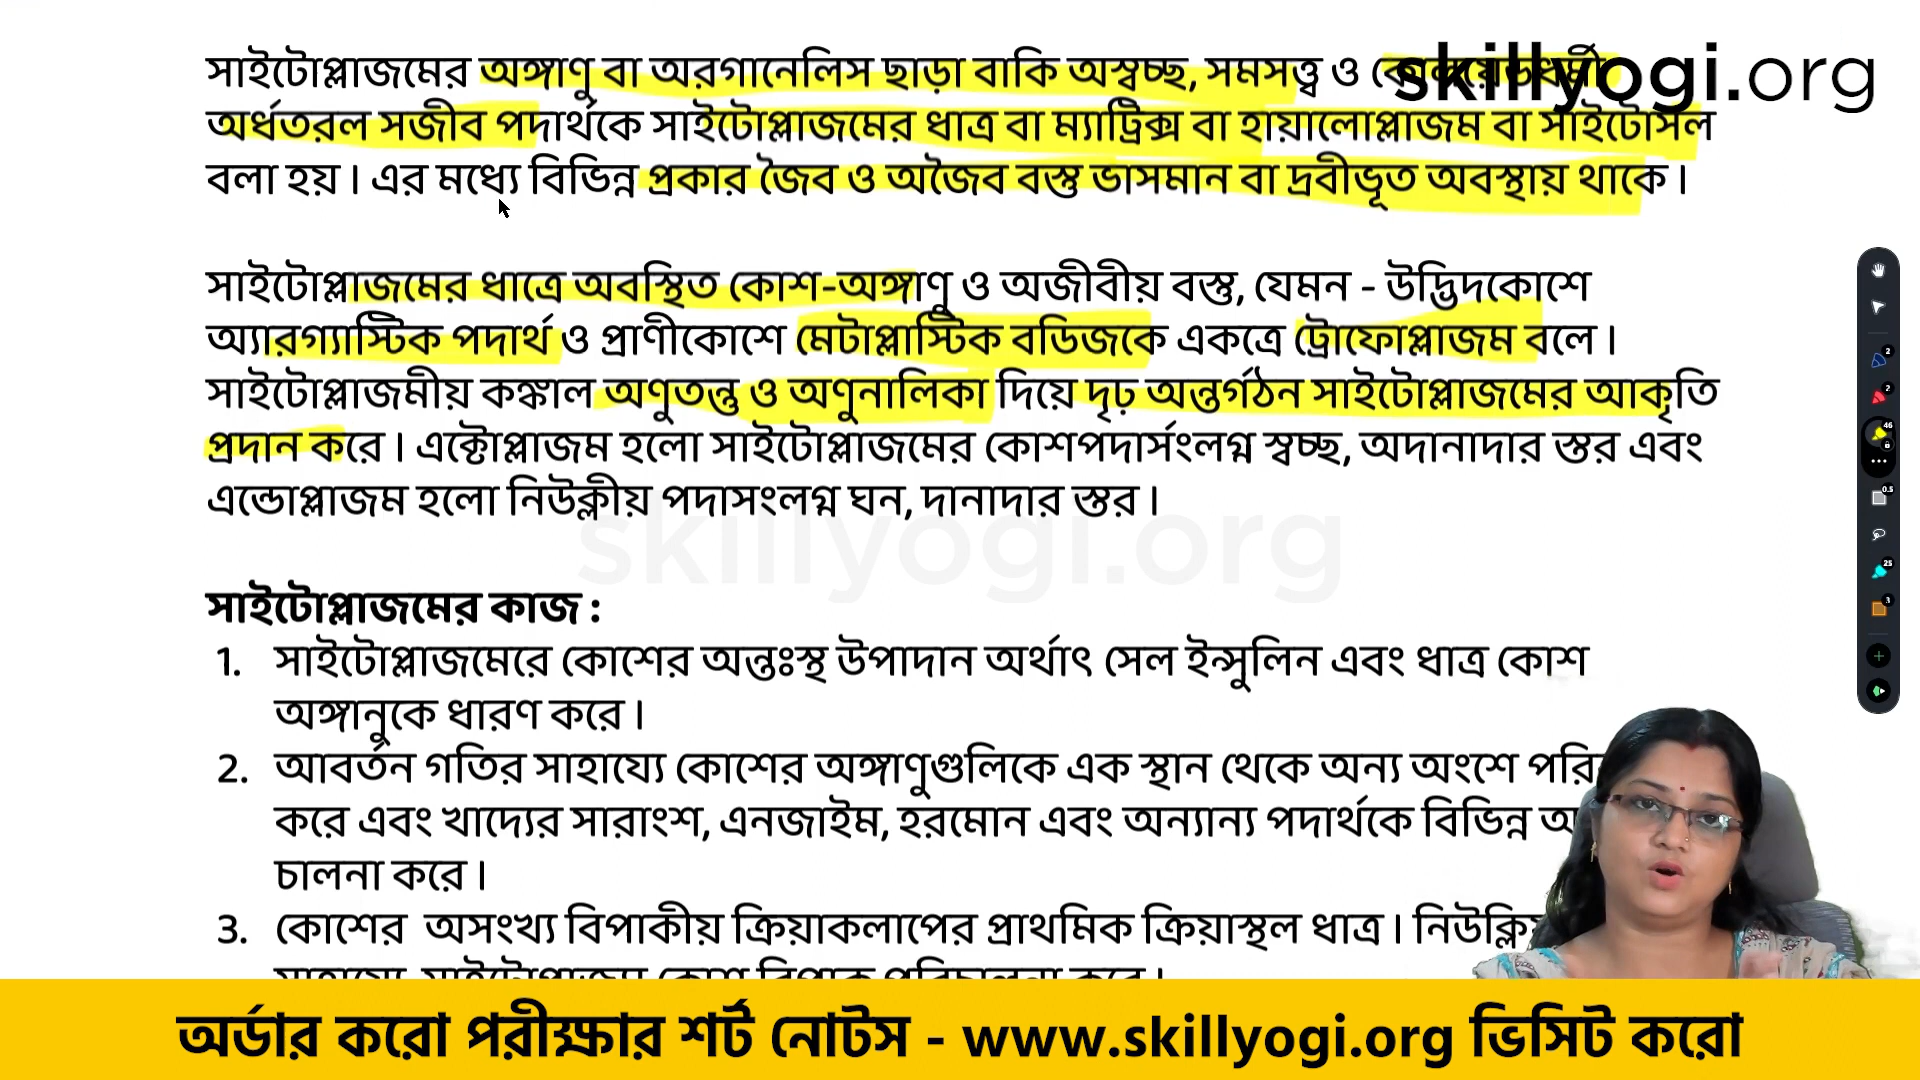 সাইটোপ্লাজমের অঙ্গাণু বা অরগানেলিস ছাড়া বাকি অস্বচ্ছ, সমসত্ত্ব ও
skillyogi.org
অর্ধতরল সজীব পদার্থকে সাইটোপ্লাজমের ধাত্র বা ম্যাট্রিক্স বা হায়ালোপ্লাজম বা সাইটোসল
বলা হয়। এর মধ্যে বিভিন্ন প্রকার জৈব ও অজৈব বস্তু ভাসমান বা দ্রবীভূত অবস্থায় থাকে।
সাইটোপ্লাজমের ধাত্রে অবস্থিত কোশ-অঙ্গাণু ও অজীবীয় বস্তু, যেমন - উদ্ভিদকোশে
অ্যারগ্যাস্টিক পদার্থ ও প্রাণীকোশে মেটাপ্লাস্টিক বডিজকে একত্রে ট্রোফোপ্লাজম বলে।
সাইটোপ্লাজমীয় কঙ্কাল অণুতন্তু ও অণুনালিকা দিয়ে দৃঢ় অন্তর্গঠন সাইটোপ্লাজমের আকৃতি
প্রদান করে। এক্টোপ্লাজম হলো সাইটোপ্লাজমের কোশপদার্সংলগ্ন স্বচ্ছ, অদানাদার স্তর এবং
এন্ডোপ্লাজম হলো নিউক্লীয় পদাসংলগ্ন ঘন, দানাদার স্তর।
skillyogi.org
সাইটোপ্লাজমের কাজ :
1. সাইটোপ্লাজমেরে কোশের অন্তঃস্থ উপাদান অর্থাৎ সেল ইন্সুলিন এবং ধাত্র কোশ
অঙ্গানুকে ধারণ করে।
2. আবর্তন গতির সাহায্যে কোশের অঙ্গাণুগুলিকে এক স্থান থেকে অন্য অংশে
করে এবং খাদ্যের সারাংশ, এনজাইম, হরমোন এবং অন্যান্য পদার্থকে বিভিন্ন
চালনা করে।
3. কোশের অসংখ্য বিপাকীয় ক্রিয়াকলাপের প্রাথমিক ক্রিয়াস্থল ধাত্র।
অর্ডার করো পরীক্ষার শর্ট নোটস - www.skillyogi.org ভিসিট করো